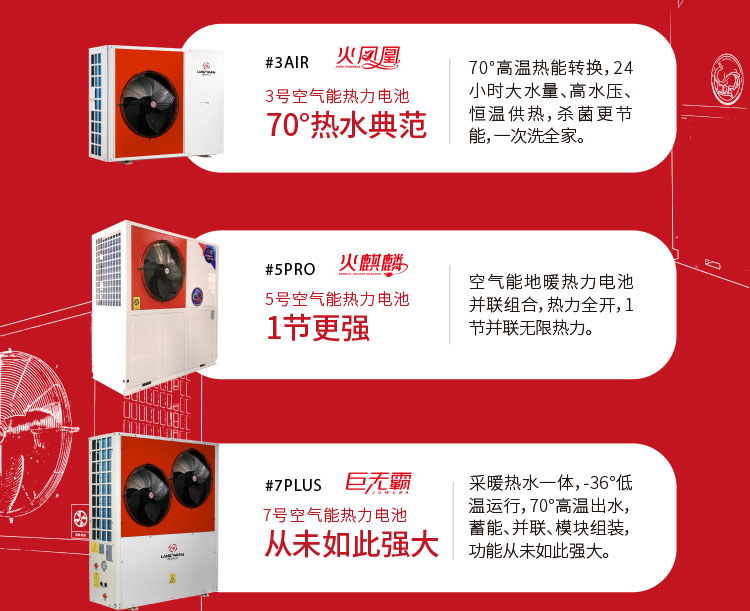 #3AIR
火凤凰
3号空气能热力电池
70°热水典范
70°高温热能转换，24
小时大水量、高水压、
恒温供热，杀菌更节
能，一次洗全家。
#5PRO
火麒麟
5号空气能热力电池
1节更强
空气能地暖热力电池
并联组合，热力全开，1
节并联无限热力。
#7PLUS
巨无霸
JUWUBA
7号空气能热力电池
从未如此强大
采暖热水一体，-36°低
温运行，70°高温出水，
蓄能、并联、模块组装，
功能从未如此强大。